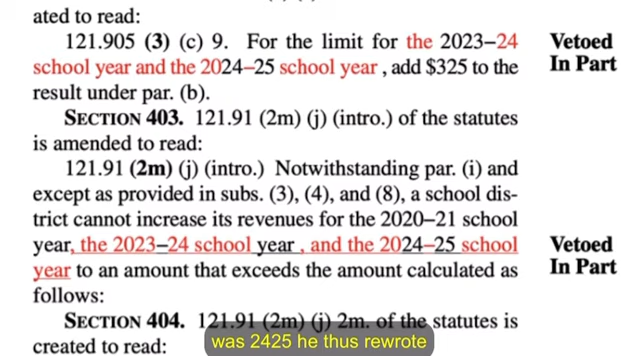 ated to read:
121.905 (3) (c) 9. For the limit for the 2023–24 Vetoed
school year and the 2024–25 school year , add $325 to the In Part
result under par. (b).
SECTION 403. 121.91 (2m) (j) (intro.) of the statutes
is amended to read:
121.91 (2m) (j) (intro.) Notwithstanding par. (i) and
except as provided in subs. (3), (4), and (8), a school dis-
trict cannot increase its revenues for the 2020–21 school
year, the 2023–24 school year , and the 2024–25 school Vetoed
year to an amount that exceeds the amount calculated as In Part
follows:
SECTION 404. 121.91 (2m) (j) 2m. of the statutes is
created to read:
was 2425 he thus rewrote